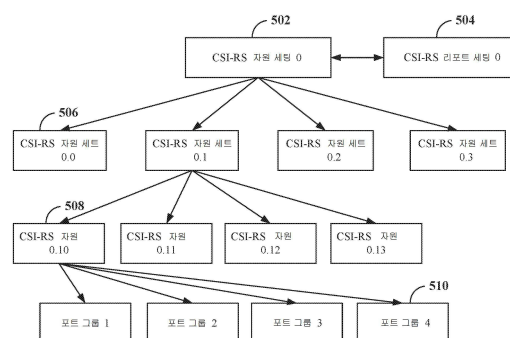 502
504
CSI-RS 자원 세팅 0
CSI-RS 리포트 세팅 0
506
CSI-RS 자원 세트
0.0
CSI-RS 자원 세트
0.1
CSI-RS 자원 세트
0.2
CSI-RS 자원 세트
0.3
508
CSI-RS 자원
0.10
CSI-RS 자원
0.11
CSI-RS 자원
0.12
CSI-RS 자원
0.13
510
포트 그룹 1
포트 그룹 2
포트 그룹 3
포트 그룹 4